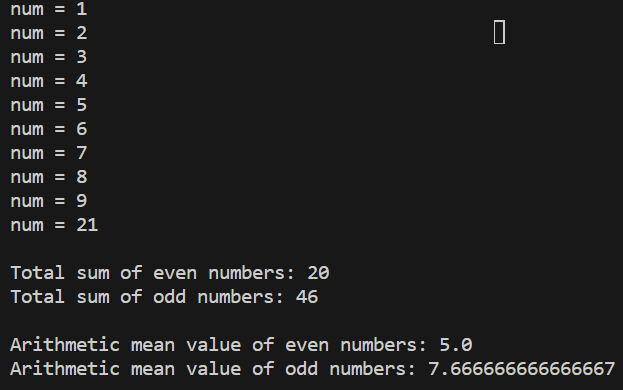 num = 1
num = 2
num = 3
num = 4
num = 5
num = 6
num = 7
num = 8
num = 9
num = 21
Total sum of even numbers: 20
Total sum of odd numbers: 46
Arithmetic mean value of even numbers: 5.0
Arithmetic mean value of odd numbers: 7.666666666666667